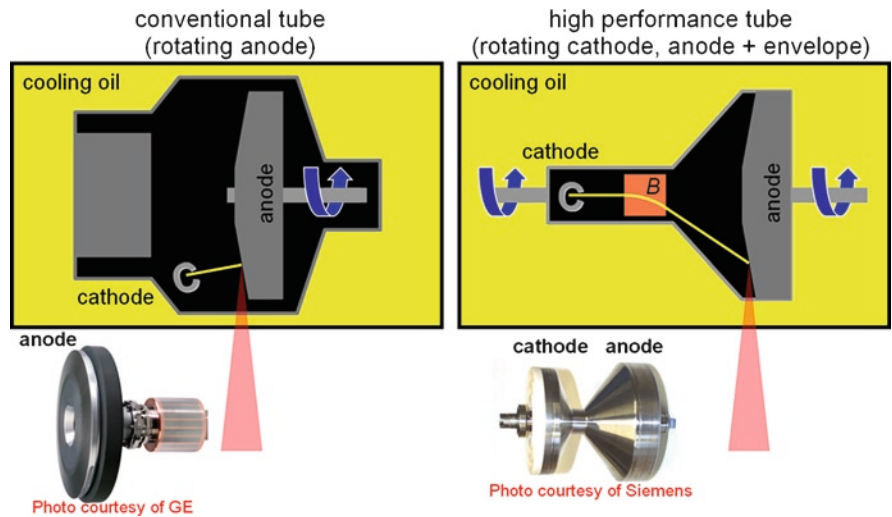 conventional tube
(rotating anode)
cooling oil
anode
cathode
anode
Photo courtesy of GE
high performance tube
(rotating cathode, anode + envelope)
cooling oil
cathode
B
anode
cathode anode
Photo courtesy of Siemens